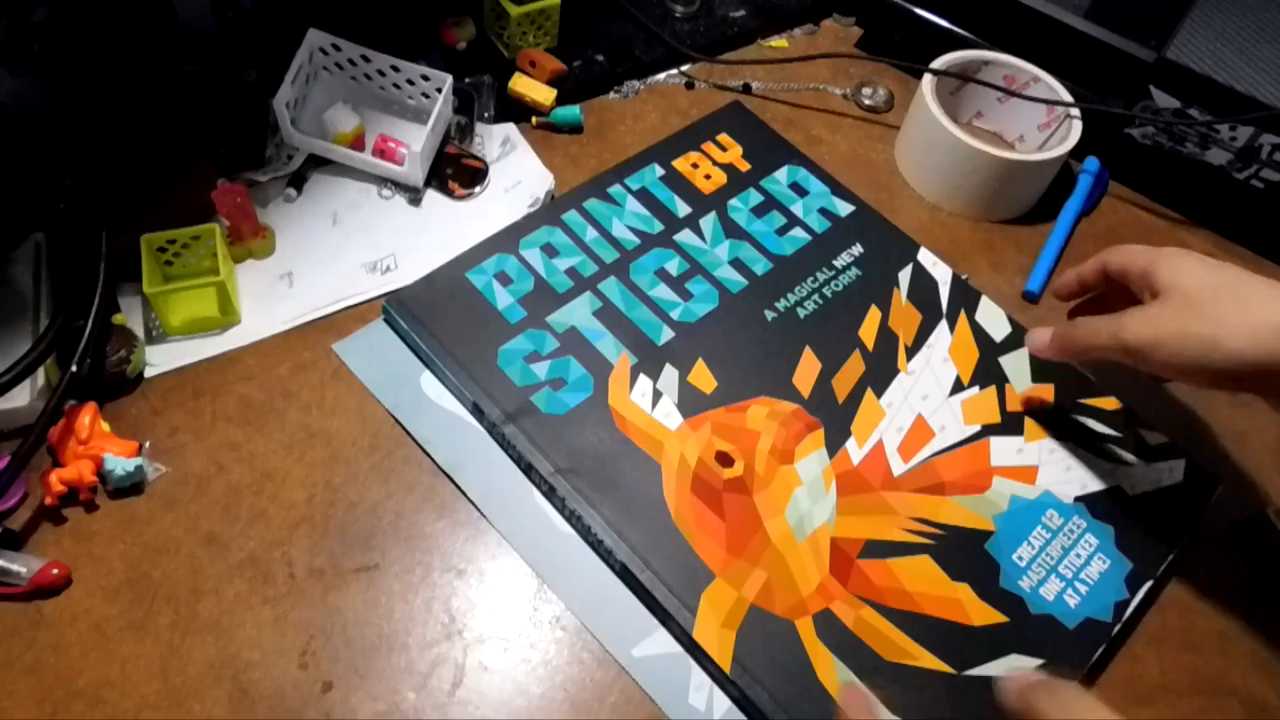 PAINT BY
STICKER
A MAGICAL NEW
ART FORM
CREATE 12
MASTERPIECES
ONE STICKER
AT A TIME!